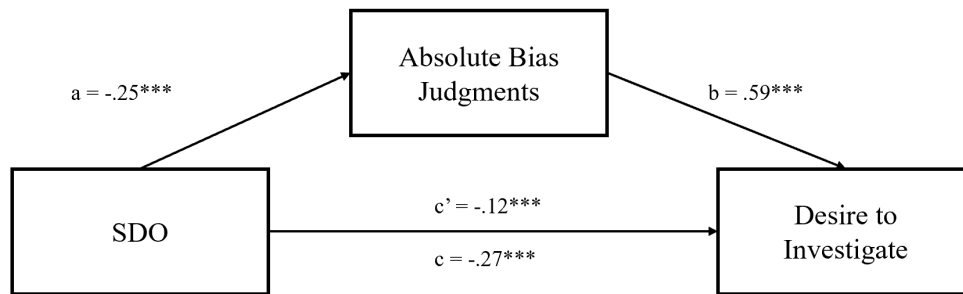 Absolute Bias
Judgments
a = -.25***
b = .59***
SDO
c’ = -.12***
c = -.27***
Desire to
Investigate